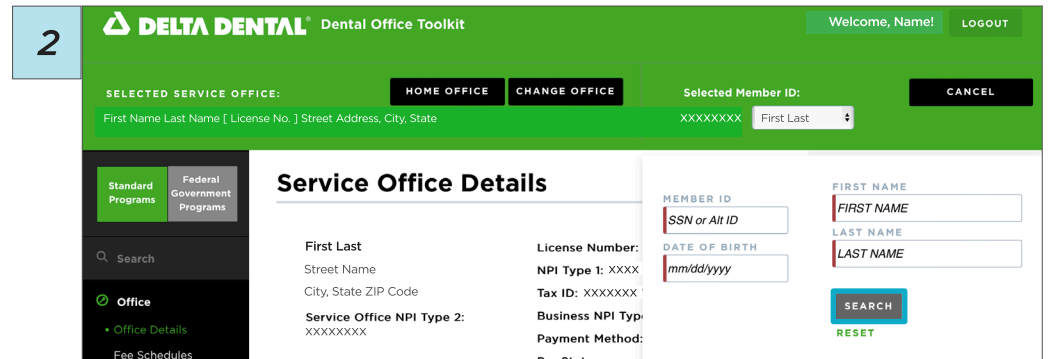 2
DELTA DENTAL® Dental Office Toolkit
Welcome, Name!
LOGOUT
SELECTED SERVICE OFFICE:
HOME OFFICE
CHANGE OFFICE
Selected Member ID:
CANCEL
First Name Last Name [ License No. ] Street Address, City, State
XXXXXXXX
First Last
Standard
Programs
Federal
Government
Programs
Search
Office
• Office Details
Fee Schedules
Service Office Details
First Last
Street Name
City, State ZIP Code
Service Office NPI Type 2:
XXXXXXXX
License Number:
NPI Type 1: XXXX
Tax ID: XXXXXXX
Business NPI Type
Payment Method:
MEMBER ID
SSN or Alt ID
DATE OF BIRTH
mm/dd/yyyy
FIRST NAME
FIRST NAME
LAST NAME
LAST NAME
SEARCH
RESET